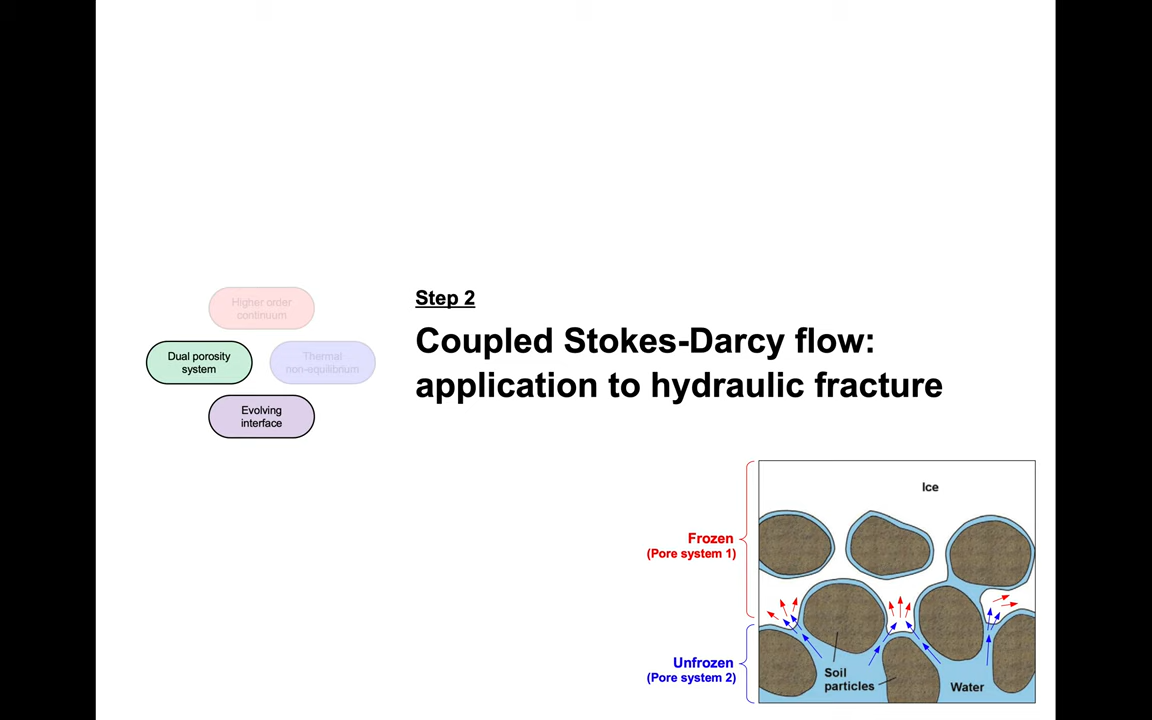 Higher order
continuum
Dual porosity
system
Thermal
non-equilibrium
Evolving
interface
Step 2
Coupled Stokes-Darcy flow:
application to hydraulic fracture
Ice
Frozen
(Pore system 1)
Unfrozen
(Pore system 2)
Soil
particles
Water